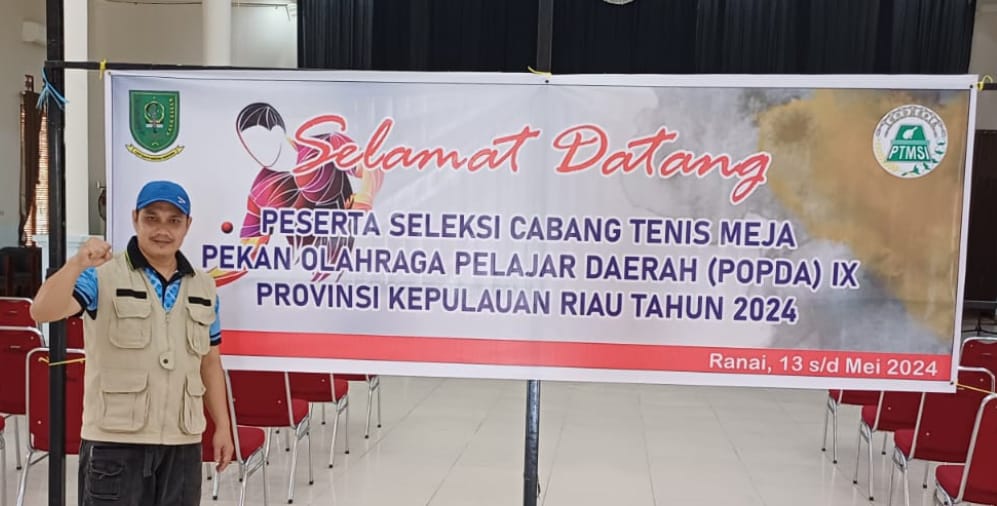 Selamat Datang
PTMSI
PESERTA SELEKSI CABANG TENIS MEJA
PEKAN OLAHRAGA PELAJAR DAERAH (POPDA) IX
PROVINSI KEPULAUAN RIAU TAHUN 2024
Ranai, 13 s/d Mei 2024